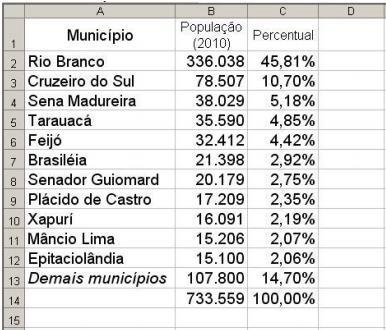 A B C D
1 Município População (2010) Percentual
2 Rio Branco 336.038 45,81%
3 Cruzeiro do Sul 78.507 10,70%
4 Sena Madureira 38.029 5,18%
5 Tarauacá 35.590 4,85%
6 Feijó 32.412 4,42%
7 Brasiléia 21.398 2,92%
8 Senador Guiomard 20.179 2,75%
9 Plácido de Castro 17.209 2,35%
10 Xapurí 16.091 2,19%
11 Mâncio Lima 15.206 2,07%
12 Epitaciolândia 15.100 2,06%
13 Demais municípios 107.800 14,70%
14 733.559 100,00%
15